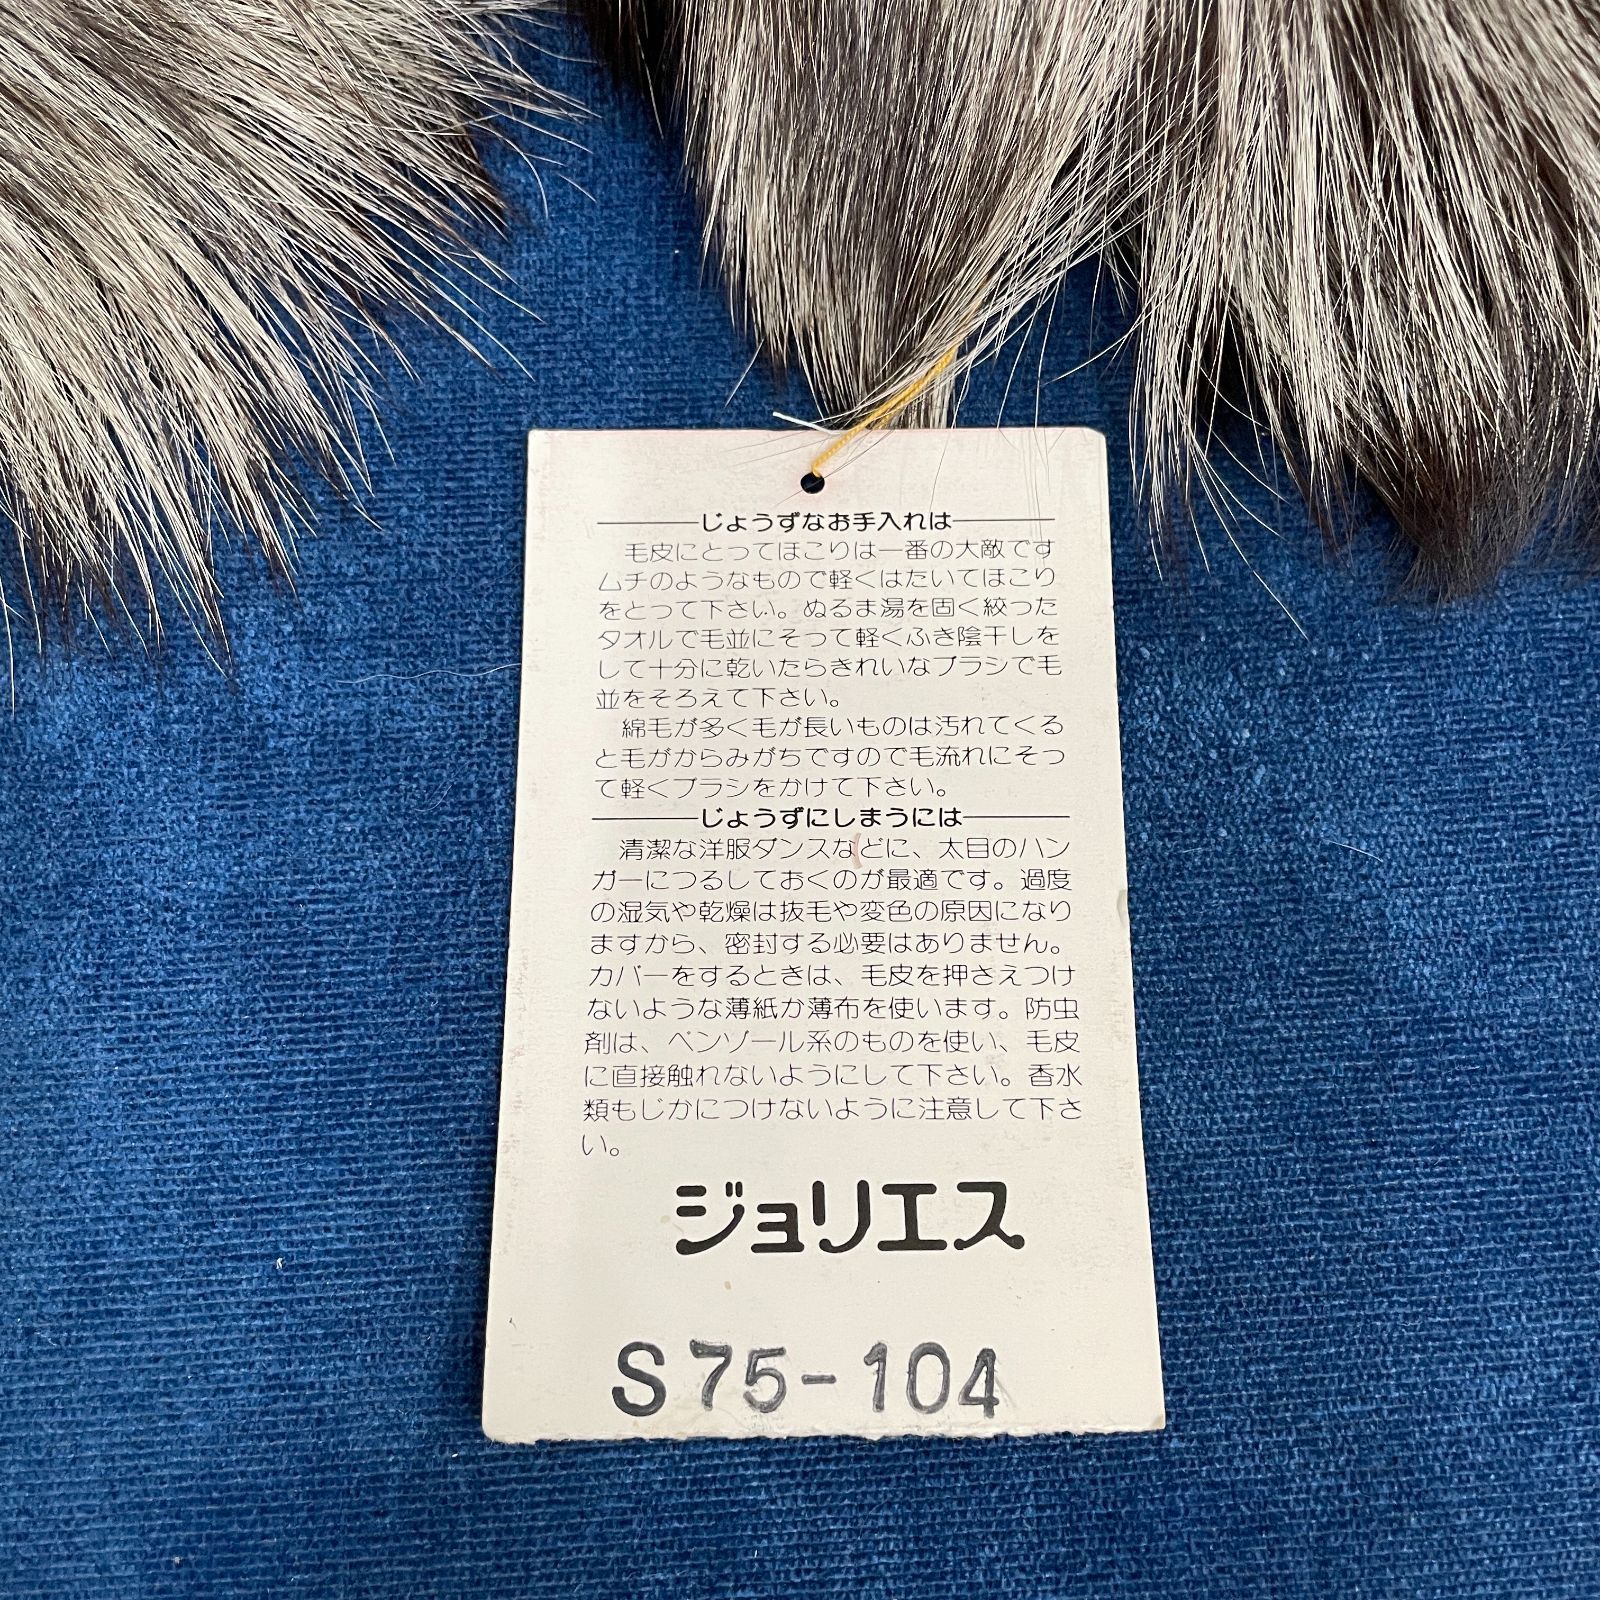 じょうずなお手入れは
毛皮にとってほこりは一番の大敵です
ムチのようなもので軽くはたいてほこり
をとって下さい。ぬるま湯を固く絞った
タオルで毛並にそって軽くふき陰干しを
して十分に乾いたらきれいなブラシで毛
並をそろえて下さい。
綿毛が多く毛が長いものは汚れてくる
と毛がからみがちですので毛流れにそっ
て軽くブラシをかけて下さい。
じょうずにしまうには
清潔な洋服ダンスなどに、太目のハン
ガーにつるしておくのが最適です。過度
の湿気や乾燥は抜毛や変色の原因になり
ますから、密封する必要はありません。
カバーをするときは、毛皮を押さえつけ
ないような薄紙か薄布を使います。防虫
剤は、ベンゾール系のものを使い、毛皮
に直接触れないようにして下さい。香水
類もじかにつけないように注意して下さ
い。
ジョリエス
S75-104